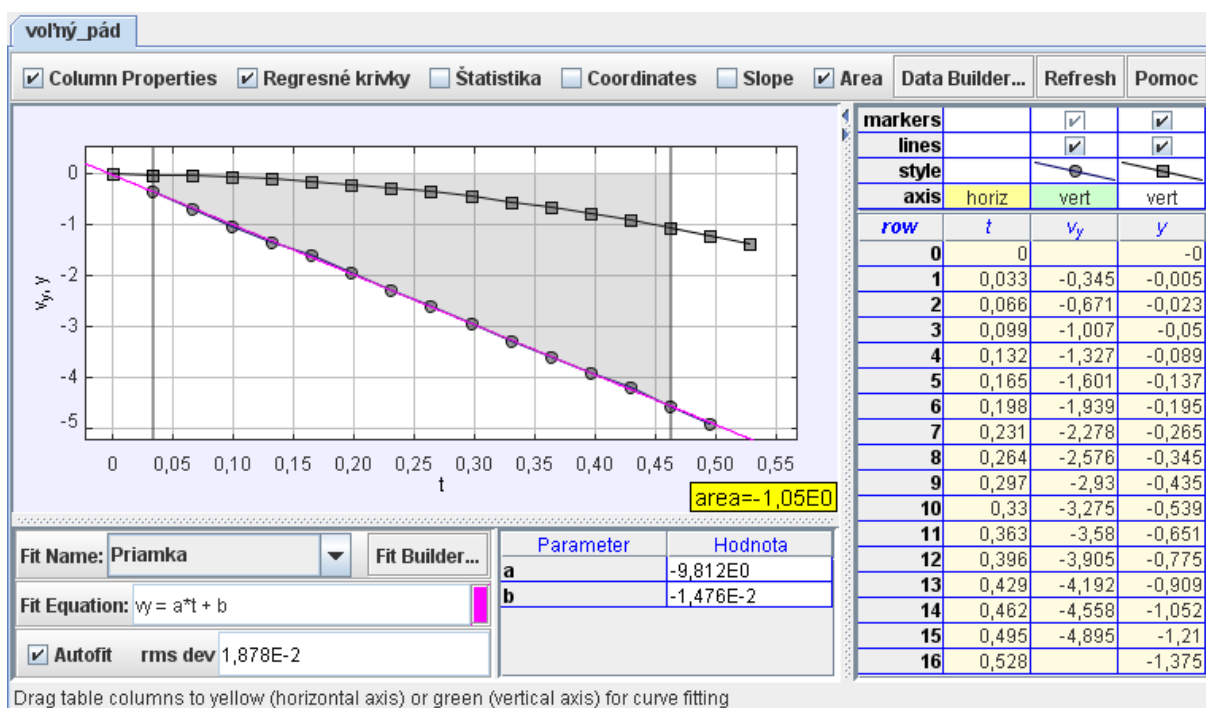 voľný_pád
Column Properties Regresné krivky Štatistika Coordinates Slope Area Data Builder... Refresh Pomoc
0
-1
-2
-3
-4
-5
vy, y
0 0,05 0,10 0,15 0,20 0,25 0,30 0,35 0,40 0,45 0,50 0,55
t
area=-1,05E0
markers
lines
style
axis horiz vert vert
row t vy y
0 0 -0
1 0,033 -0,345 -0,005
2 0,066 -0,671 -0,023
3 0,099 -1,007 -0,05
4 0,132 -1,327 -0,089
5 0,165 -1,601 -0,137
6 0,198 -1,939 -0,195
7 0,231 -2,278 -0,265
8 0,264 -2,576 -0,345
9 0,297 -2,93 -0,435
10 0,33 -3,275 -0,539
11 0,363 -3,58 -0,651
12 0,396 -3,905 -0,775
13 0,429 -4,192 -0,909
14 0,462 -4,558 -1,052
15 0,495 -4,895 -1,21
16 0,528 -1,375
Fit Name: Priamka Fit Builder...
Fit Equation: vy = a*t + b
Autofit rms dev 1,878E-2
Parameter Hodnota
a -9,812E0
b -1,476E-2
Drag table columns to yellow (horizontal axis) or green (vertical axis) for curve fitting